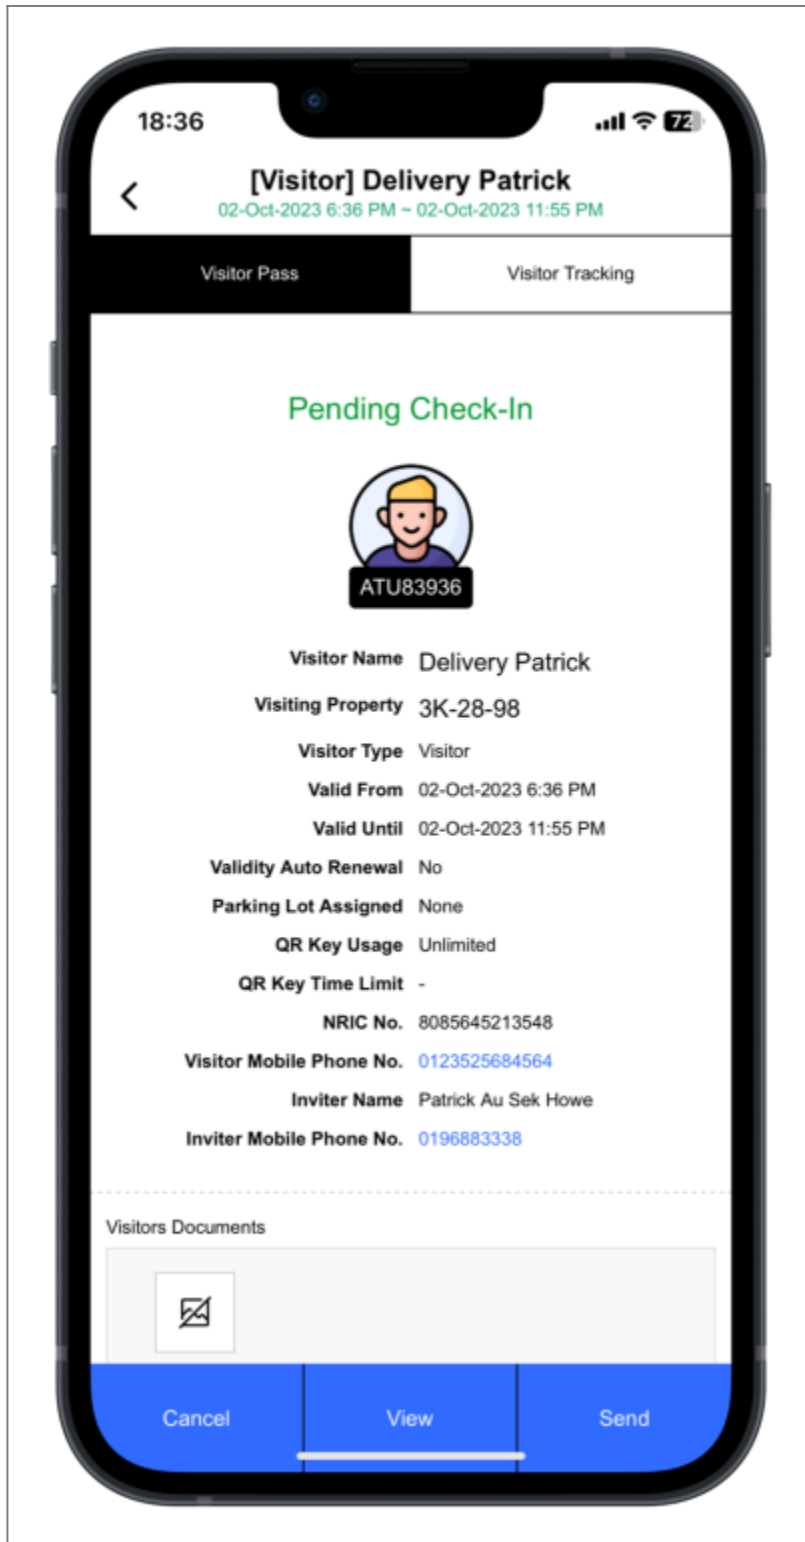 18:36
72
[Visitor] Delivery Patrick
02-Oct-2023 6:36 PM ~ 02-Oct-2023 11:55 PM
Visitor Pass
Visitor Tracking
Pending Check-In
ATU83936
Visitor Name Delivery Patrick
Visiting Property 3K-28-98
Visitor Type Visitor
Valid From 02-Oct-2023 6:36 PM
Valid Until 02-Oct-2023 11:55 PM
Validity Auto Renewal No
Parking Lot Assigned None
QR Key Usage Unlimited
QR Key Time Limit -
NRIC No. 8085645213548
Visitor Mobile Phone No. 0123525684564
Inviter Name Patrick Au Sek Howe
Inviter Mobile Phone No. 0196883338
Visitors Documents
Cancel
View
Send